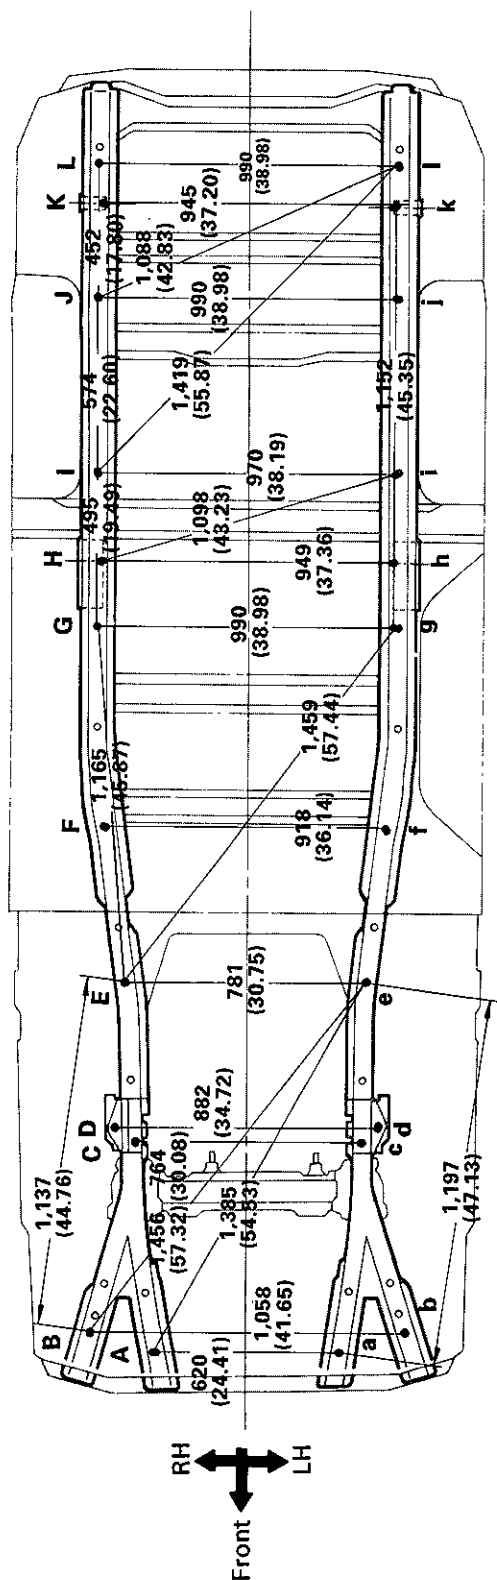 L
K
J
I
H
G
F
E
D
C
B
A
452
(17.80)
574
(22.60)
495
(19.49)
1,165
(45.87)
1,137
(44.76)
990
(38.98)
945
(37.20)
1,088
(42.83)
990
(38.98)
1,419
(55.87)
970
(38.19)
1,098
(43.23)
949
(37.36)
990
(38.98)
1,459
(57.44)
918
(36.14)
781
(30.75)
882
(34.72)
764
(30.08)
1,456
(57.32)
1,385
(54.53)
1,058
(41.65)
620
(24.41)
1,152
(45.35)
1,197
(47.13)
l
k
j
i
h
g
f
e
d
c
b
a
RH
LH
Front